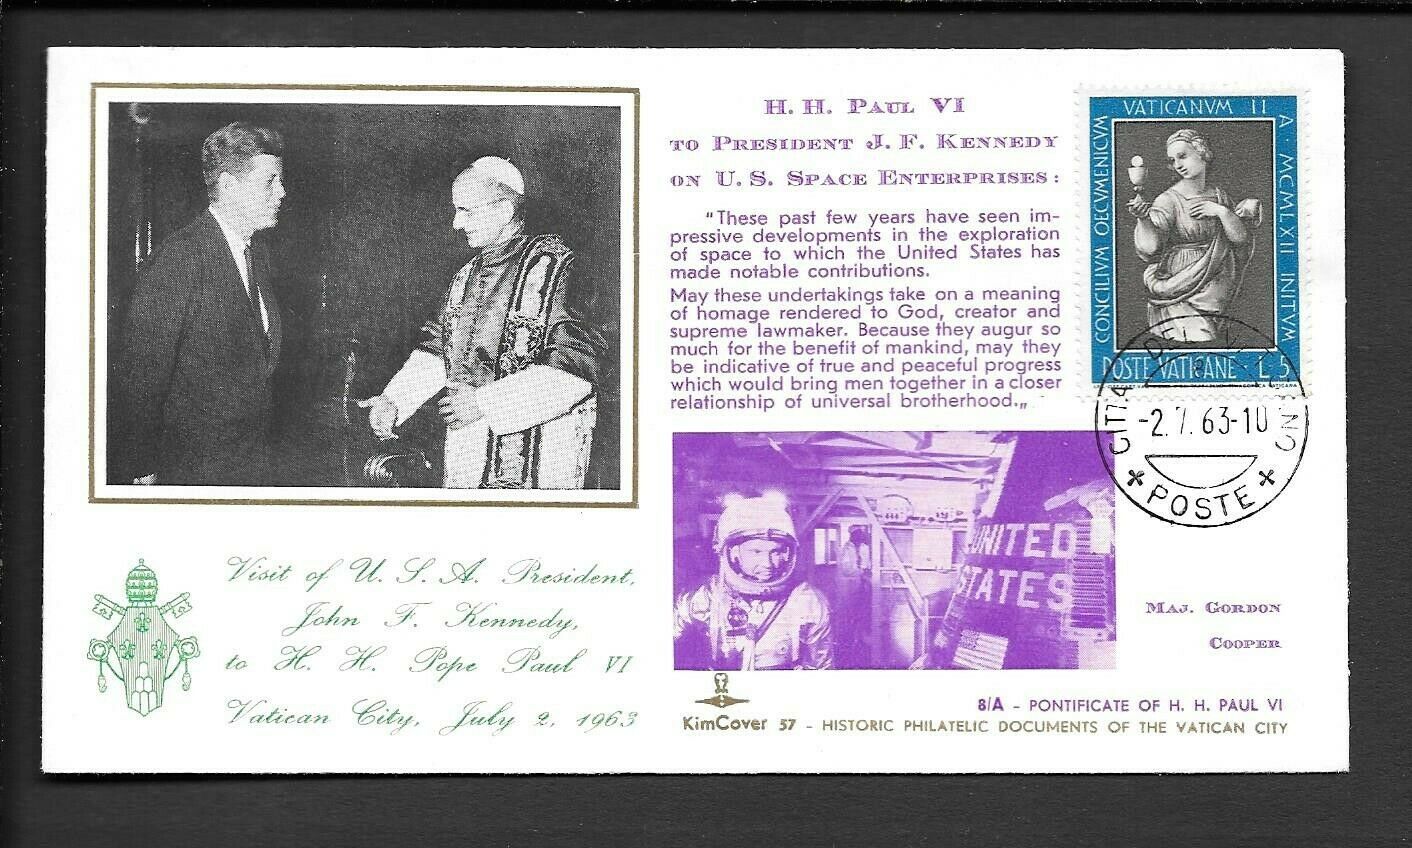 H. H. PAUL VI
TO PRESIDENT J. F. KENNEDY
ON U. S. SPACE ENTERPRISES :
"These past few years have seen im-
pressive developments in the exploration
of space to which the United States has
made notable contributions.
May these undertakings take on a meaning
of homage rendered to God, creator and
supreme lawmaker. Because they augur so
much for the benefit of mankind, may they
be indicative of true and peaceful progress
which would bring men together in a closer
relationship of universal brotherhood.„
CONCILIVM OECVMENICVM
VATICANVM II
A · MCMLXII INITVM
POSTE VATICANE L. 5
CITTA DEL
-2.7.63-10
POSTE
UNITED
STATES
MAJ. GORDON
COOPER
Visit of U. S. A. President,
John F. Kennedy,
to H. H. Pope Paul VI
Vatican City, July 2, 1963
8/A - PONTIFICATE OF H. H. PAUL VI
KimCover 57 - HISTORIC PHILATELIC DOCUMENTS OF THE VATICAN CITY